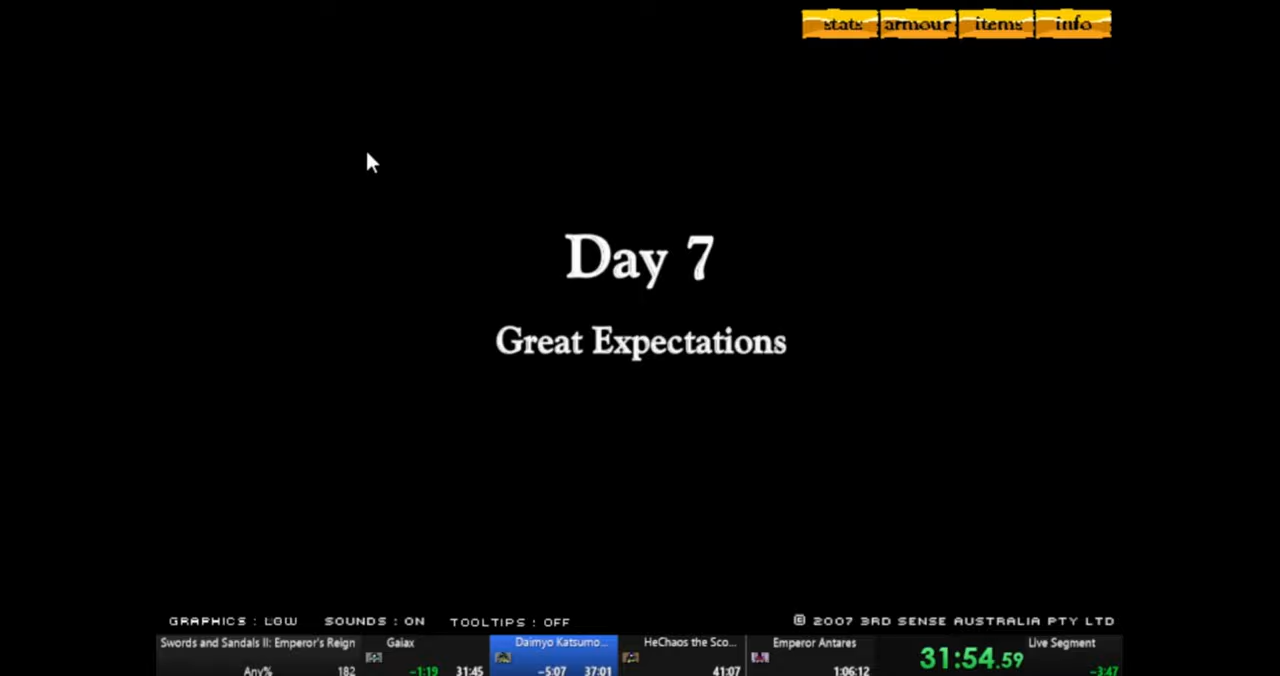 stats armour items info
Day 7
Great Expectations
GRAPHICS : LOW SOUNDS : ON TOOLTIPS : OFF © 2007 3RD SENSE AUSTRALIA PTY LTD
Swords and Sandals II: Emperor's Reign Gaiax Daimyo Katsumo... HeChaos the Sco... Emperor Antares Live Segment
Any% 182 -1:19 31:45 -5:07 37:01 41:07 1:06:12 31:54.59 -3:47